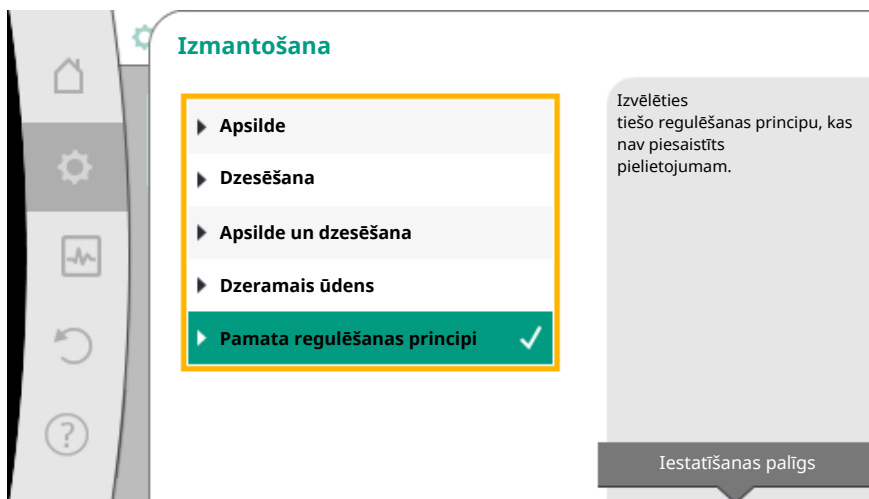 Izmantošana
Apsilde
Dzesēšana
Apsilde un dzesēšana
Dzeramais ūdens
Pamata regulēšanas principi
Izvēlēties
tiešo regulēšanas principu, kas
nav piesaistīts
pielietojumam.
Iestatīšanas palīgs